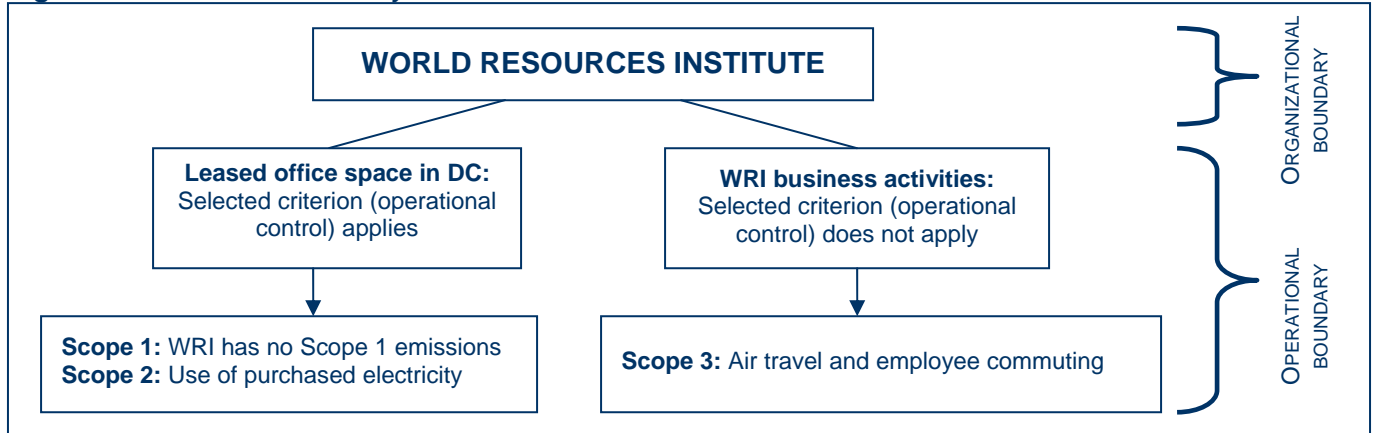 WORLD RESOURCES INSTITUTE
Leased office space in DC:
Selected criterion (operational
control) applies
WRI business activities:
Selected criterion (operational
control) does not apply
Scope 1: WRI has no Scope 1 emissions
Scope 2: Use of purchased electricity
Scope 3: Air travel and employee commuting
ORGANIZATIONAL
BOUNDARY
OPERATIONAL
BOUNDARY